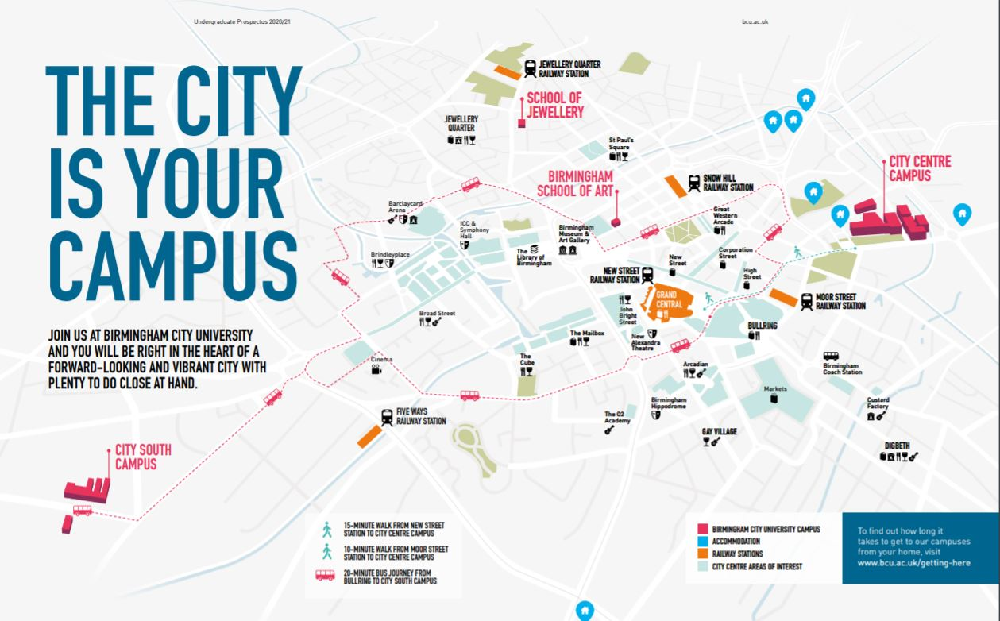 Undergraduate Prospectus 2020/21
bcu.ac.uk
THE CITY
IS YOUR
CAMPUS
JOIN US AT BIRMINGHAM CITY UNIVERSITY
AND YOU WILL BE RIGHT IN THE HEART OF A
FORWARD-LOOKING AND VIBRANT CITY WITH
PLENTY TO DO CLOSE AT HAND.
JEWELLERY QUARTER
RAILWAY STATION
SCHOOL OF
JEWELLERY
JEWELLERY
QUARTER
St Paul's
Square
BIRMINGHAM
SCHOOL OF ART
SNOW HILL
RAILWAY STATION
CITY CENTRE
CAMPUS
Barclaycard
Arena
ICC &
Symphony
Hall
Birmingham
Museum &
Art Gallery
Great
Western
Arcade
Brindleyplace
The
Library of
Birmingham
New
Street
Corporation
Street
High
Street
NEW STREET
RAILWAY STATION
GRAND
CENTRAL
MOOR STREET
RAILWAY STATION
John
Bright
Street
Broad Street
The Mailbox
New
Alexandra
Theatre
BULLRING
Cinema
The
Cube
Arcadian
Birmingham
Coach Station
Markets
Birmingham
Hippodrome
Custard
Factory
The O2
Academy
FIVE WAYS
RAILWAY STATION
GAY VILLAGE
DIGBETH
CITY SOUTH
CAMPUS
15-MINUTE WALK FROM NEW STREET
STATION TO CITY CENTRE CAMPUS
10-MINUTE WALK FROM MOOR STREET
STATION TO CITY CENTRE CAMPUS
20-MINUTE BUS JOURNEY FROM
BULLRING TO CITY SOUTH CAMPUS
BIRMINGHAM CITY UNIVERSITY CAMPUS
ACCOMMODATION
RAILWAY STATIONS
CITY CENTRE AREAS OF INTEREST
To find out how long it
takes to get to our campuses
from your home, visit
www.bcu.ac.uk/getting-here